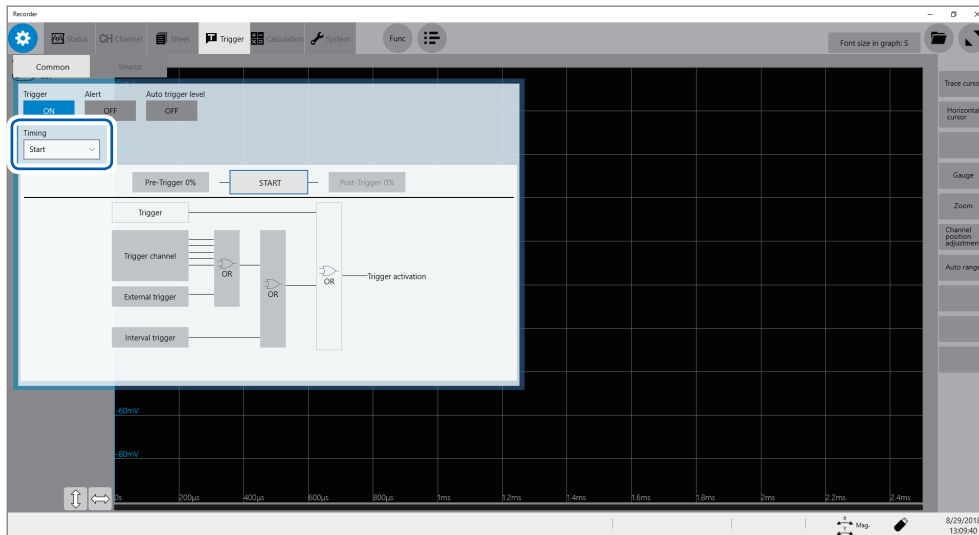 Recorder
Status CH Channel Sheet Trigger Calculation System Func Font size in graph: S
Common Source
Trigger Alert Auto trigger level
ON OFF OFF
Timing
Start
Pre-Trigger 0% START Post-Trigger 0%
Trigger
Trigger channel
OR
External trigger
OR
OR
Trigger activation
Interval trigger
-60mV
-80mV
0s 200µs 400µs 600µs 800µs 1ms 1.2ms 1.4ms 1.6ms 1.8ms 2ms 2.2ms 2.4ms
Trace curso
Horizontal
cursor
Gauge
Zoom
Channel
position
adjustmen
Auto range
X
Mag.
Y
8/29/2018
13:09:40